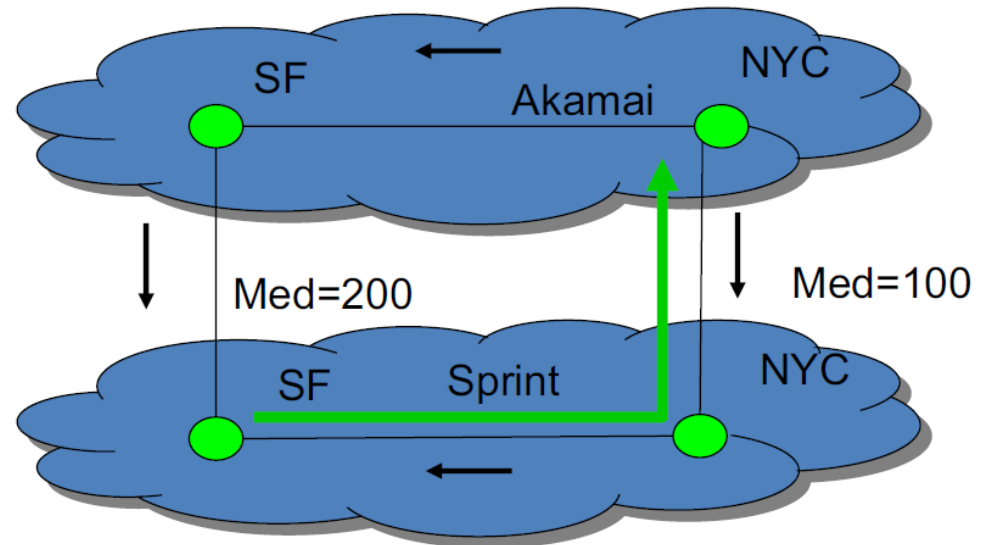 SF
NYC
Akamai
Med=200
Med=100
SF
Sprint
NYC